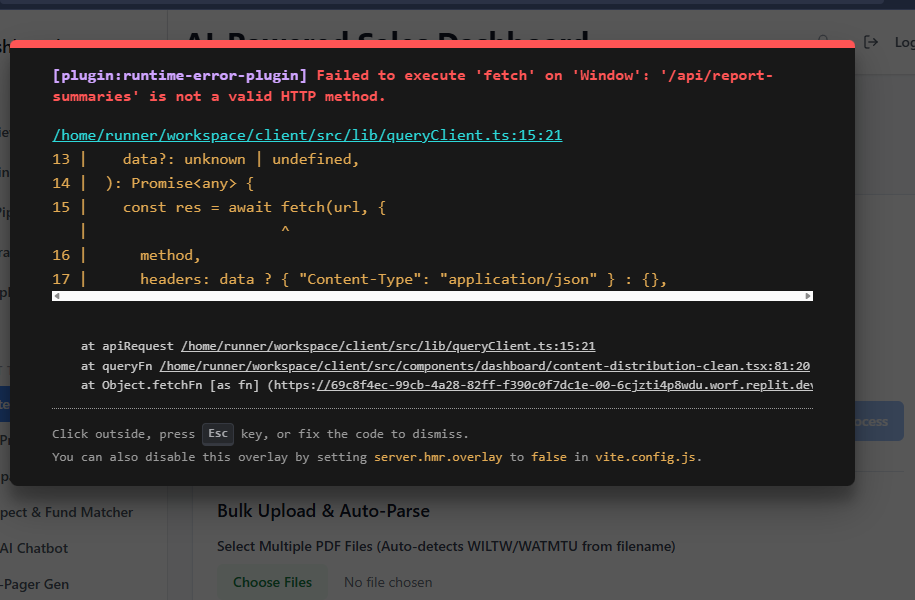 AI-Powered Sales Dashboard
Log
[plugin:runtime-error-plugin] Failed to execute 'fetch' on 'Window': '/api/report-
summaries' is not a valid HTTP method.
/home/runner/workspace/client/src/lib/queryClient.ts:15:21
13 |    data?: unknown | undefined,
14 |  ): Promise<any> {
15 |    const res = await fetch(url, {
   |                      ^
16 |      method,
17 |      headers: data ? { "Content-Type": "application/json" } : {},
at apiRequest /home/runner/workspace/client/src/lib/queryClient.ts:15:21
at queryFn /home/runner/workspace/client/src/components/dashboard/content-distribution-clean.tsx:81:20
at Object.fetchFn [as fn] (https://69c8f4ec-99cb-4a28-82ff-f390c0f7dc1e-00-6cjzti4p8wdu.worf.replit.dev
ocess
Click outside, press Esc key, or fix the code to dismiss.
You can also disable this overlay by setting server.hmr.overlay to false in vite.config.js.
Bulk Upload & Auto-Parse
pect & Fund Matcher
Select Multiple PDF Files (Auto-detects WILTW/WATMTU from filename)
AI Chatbot
Choose Files No file chosen
-Pager Gen